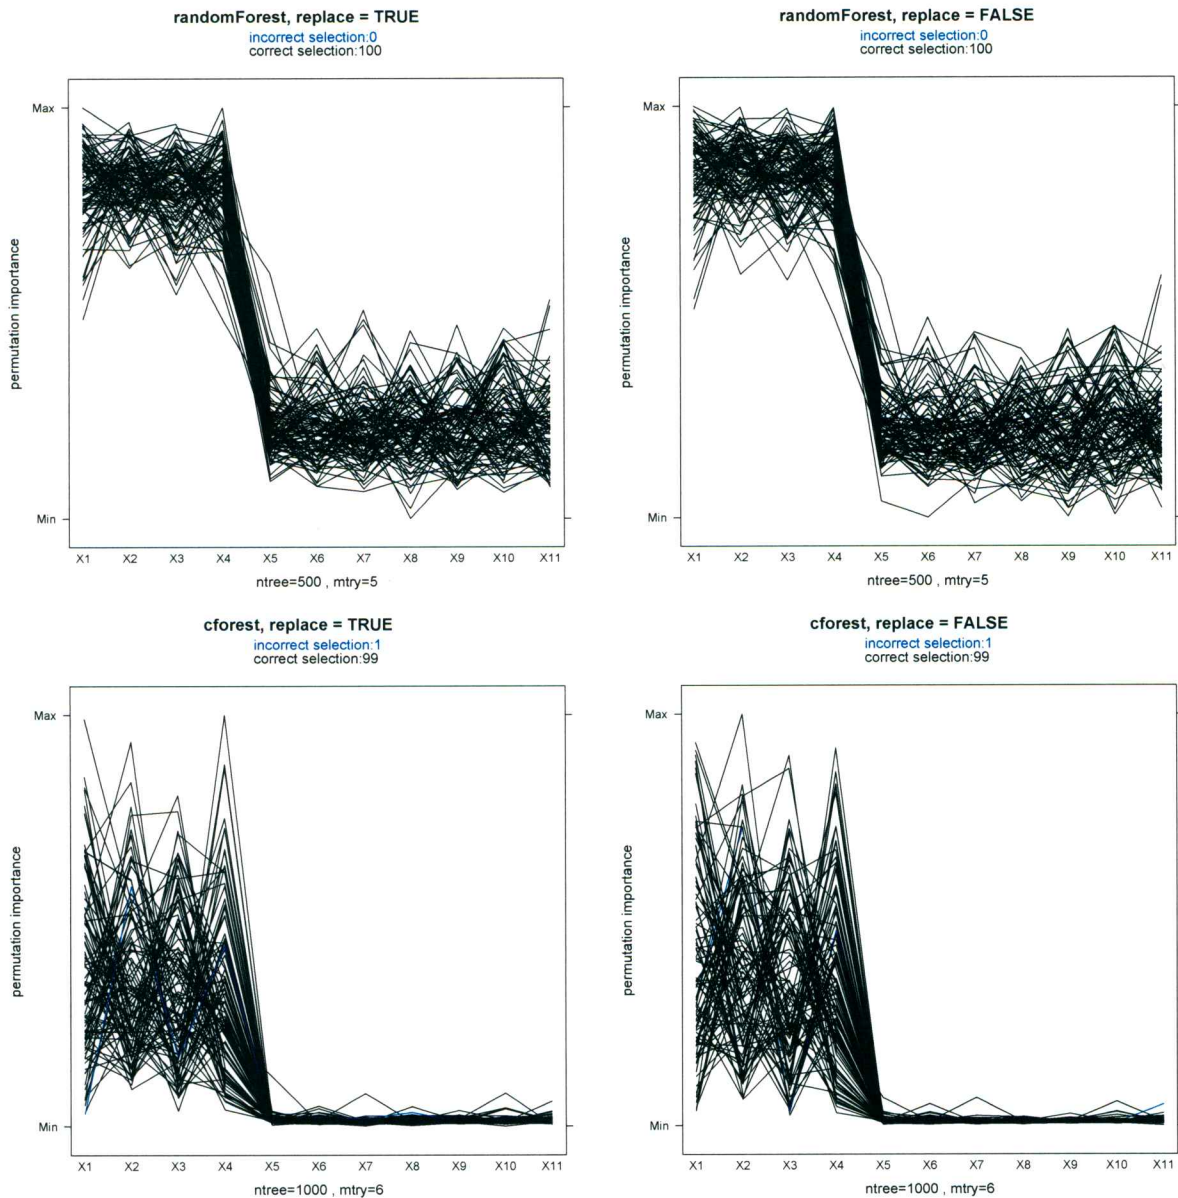 randomForest, replace = TRUE
incorrect selection:0
correct selection:100
Max
permutation importance
Min
X1 X2 X3 X4 X5 X6 X7 X8 X9 X10 X11
ntree=500 , mtry=5
randomForest, replace = FALSE
incorrect selection:0
correct selection:100
Max
permutation importance
Min
X1 X2 X3 X4 X5 X6 X7 X8 X9 X10 X11
ntree=500 , mtry=5
cforest, replace = TRUE
incorrect selection:1
correct selection:99
Max
permutation importance
Min
X1 X2 X3 X4 X5 X6 X7 X8 X9 X10 X11
ntree=1000 , mtry=6
cforest, replace = FALSE
incorrect selection:1
correct selection:99
Max
permutation importance
Min
X1 X2 X3 X4 X5 X6 X7 X8 X9 X10 X11
ntree=1000 , mtry=6